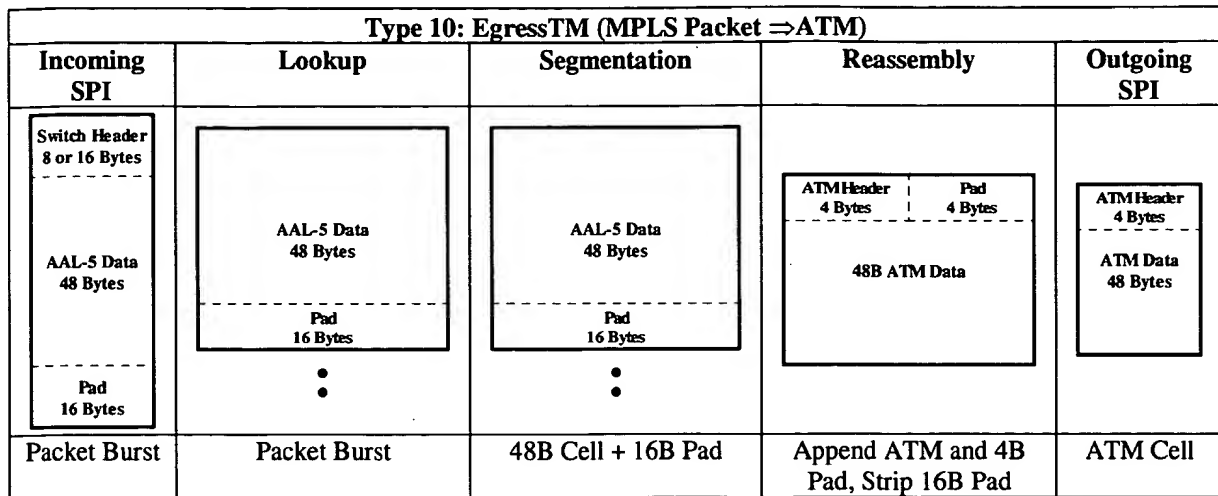 Type 10: EgressTM (MPLS Packet ⇒ATM)
Incoming
SPI
Lookup
Segmentation
Reassembly
Outgoing
SPI
Switch Header
8 or 16 Bytes
AAL-5 Data
48 Bytes
Pad
16 Bytes
AAL-5 Data
48 Bytes
Pad
16 Bytes
AAL-5 Data
48 Bytes
Pad
16 Bytes
ATM Header
4 Bytes
Pad
4 Bytes
48B ATM Data
ATM Header
4 Bytes
ATM Data
48 Bytes
Packet Burst
Packet Burst
48B Cell + 16B Pad
Append ATM and 4B
Pad, Strip 16B Pad
ATM Cell